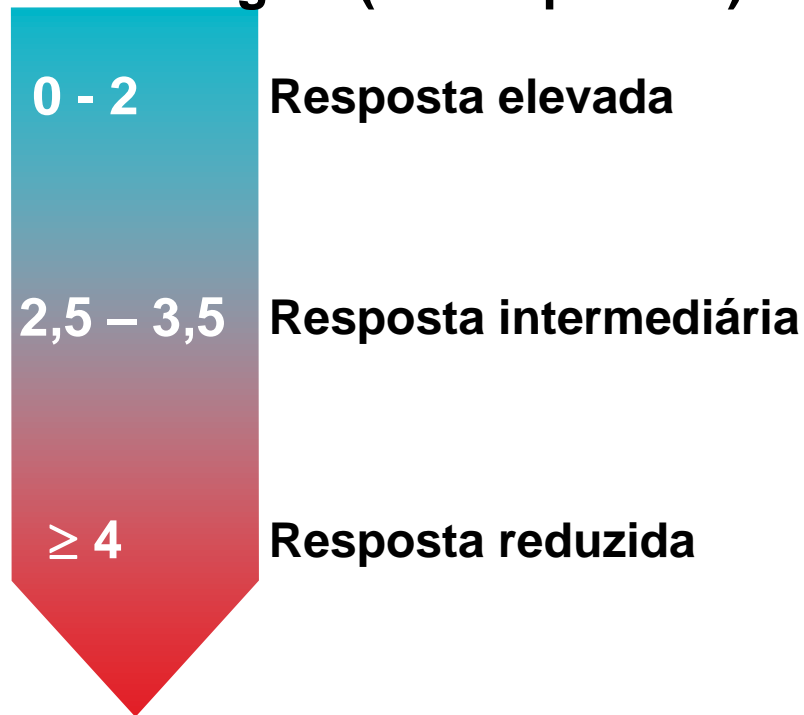 0 - 2 Resposta elevada
2,5 – 3,5 Resposta intermediária
≥ 4 Resposta reduzida